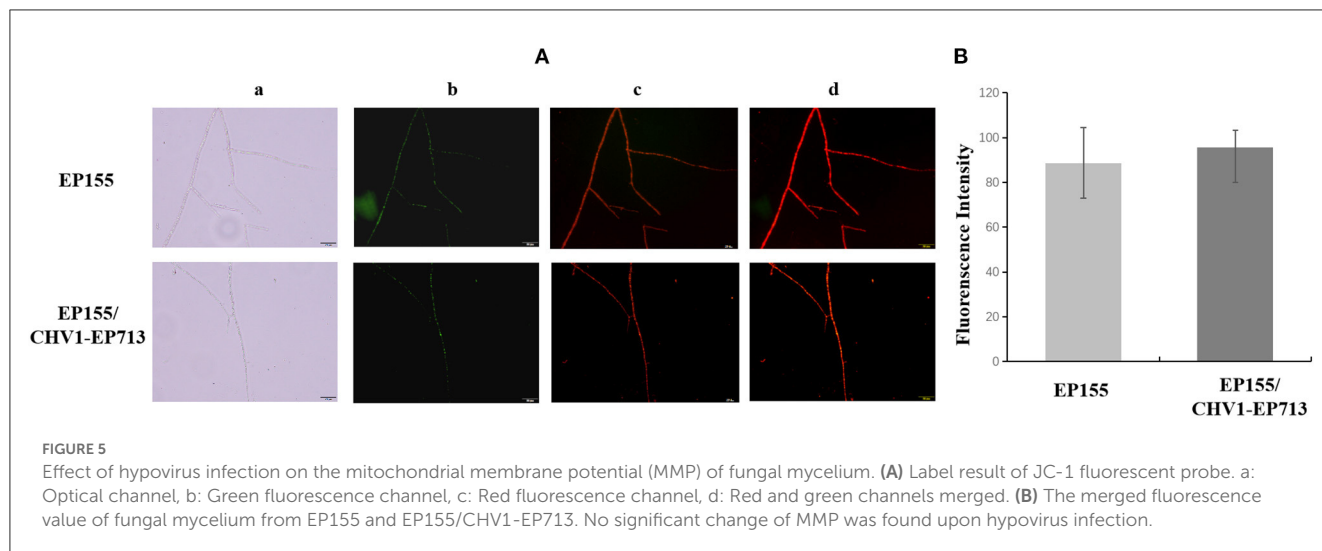 A
B
a
b
c
d
EP155
EP155/
CHV1-EP713
Fluorenscence Intensity
120
100
80
60
40
20
0
EP155
EP155/
CHV1-EP713
FIGURE 5
Effect of hypovirus infection on the mitochondrial membrane potential (MMP) of fungal mycelium. (A) Label result of JC-1 fluorescent probe. a:
Optical channel, b: Green fluorescence channel, c: Red fluorescence channel, d: Red and green channels merged. (B) The merged fluorescence
value of fungal mycelium from EP155 and EP155/CHV1-EP713. No significant change of MMP was found upon hypovirus infection.